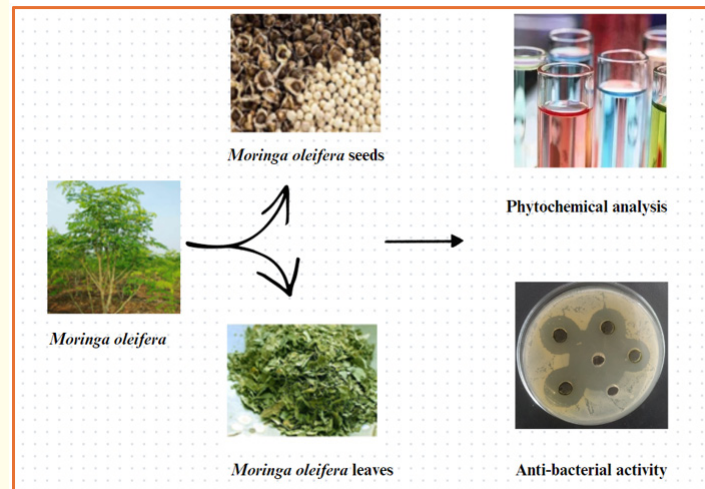 Moringa oleifera seeds
Phytochemical analysis
Moringa oleifera
Moringa oleifera leaves
Anti-bacterial activity